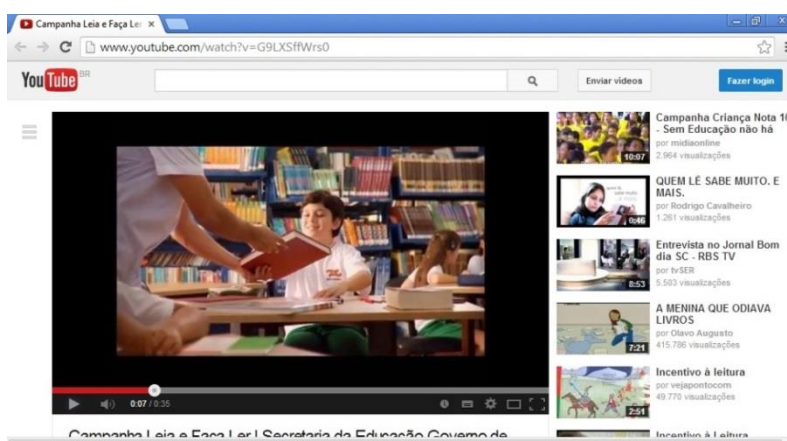 Campanha Leia e Faça Ler
www.youtube.com/watch?v=G9LXSffWrs0
YouTube BR
Enviar vídeos
Fazer login
Campanha Criança Nota 10
- Sem Educação não há
por midiaonline
2.964 visualizações
10:07
QUEM LÊ SABE MUITO. E
MAIS.
por Rodrigo Cavalheiro
1.261 visualizações
0:46
Entrevista no Jornal Bom
dia SC - RBS TV
por tvSER
5.503 visualizações
8:53
A MENINA QUE ODIAVA
LIVROS
por Olavo Augusto
415.786 visualizações
7:21
Incentivo à leitura
por vejapontocom
49.770 visualizações
2:51
Incentivo à Leitura
0:07 / 0:35
Campanha Leia e Faça Ler | Secretaria da Educação Governo de